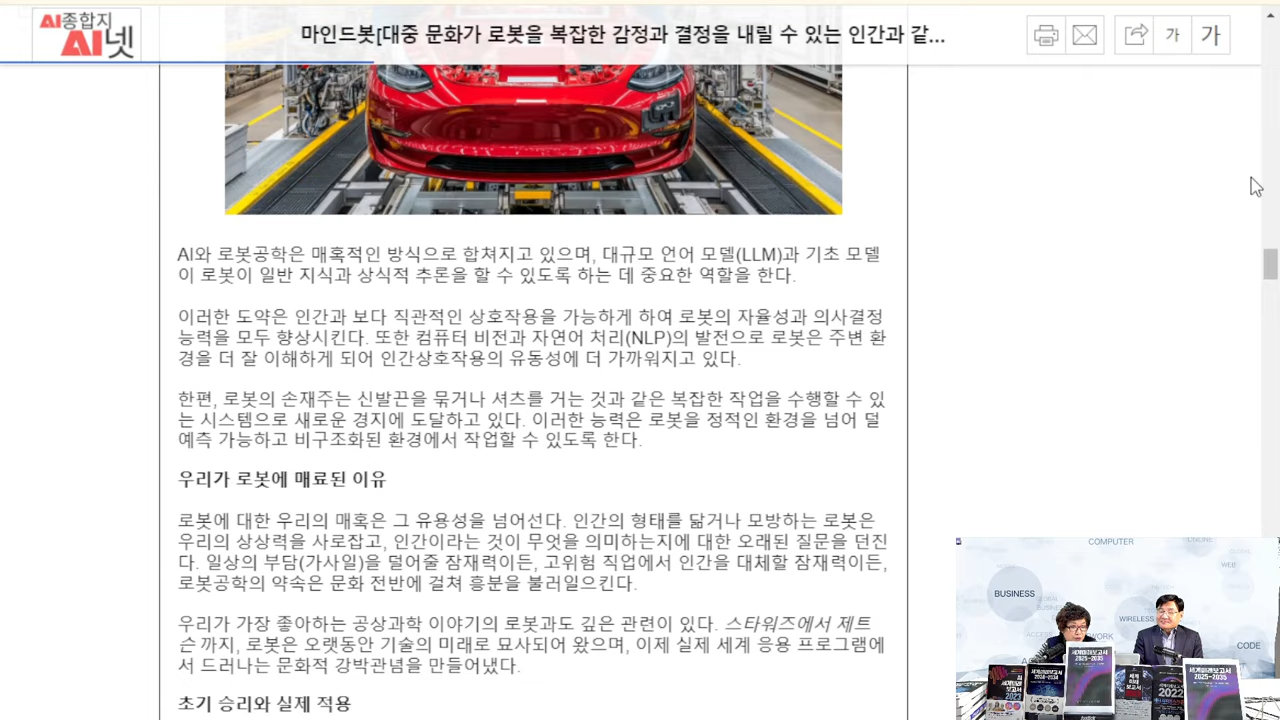 AI종합지
AI넷
마인드봇[대중 문화가 로봇을 복잡한 감정과 결정을 내릴 수 있는 인간과 같...
가
가
AI와 로봇공학은 매혹적인 방식으로 합쳐지고 있으며, 대규모 언어 모델(LLM)과 기초 모델
이 로봇이 일반 지식과 상식적 추론을 할 수 있도록 하는 데 중요한 역할을 한다.
이러한 도약은 인간과 보다 직관적인 상호작용을 가능하게 하여 로봇의 자율성과 의사결정
능력을 모두 향상시킨다. 또한 컴퓨터 비전과 자연어 처리(NLP)의 발전으로 로봇은 주변 환
경을 더 잘 이해하게 되어 인간상호작용의 유동성에 더 가까워지고 있다.
한편, 로봇의 손재주는 신발끈을 묶거나 셔츠를 거는 것과 같은 복잡한 작업을 수행할 수 있
는 시스템으로 새로운 경지에 도달하고 있다. 이러한 능력은 로봇을 정적인 환경을 넘어 덜
예측 가능하고 비구조화된 환경에서 작업할 수 있도록 한다.
우리가 로봇에 매료된 이유
로봇에 대한 우리의 매혹은 그 유용성을 넘어선다. 인간의 형태를 닮거나 모방하는 로봇은
우리의 상상력을 사로잡고, 인간이라는 것이 무엇을 의미하는지에 대한 오래된 질문을 던진
다. 일상의 부담(가사일)을 덜어줄 잠재력이든, 고위험 직업에서 인간을 대체할 잠재력이든,
로봇공학의 약속은 문화 전반에 걸쳐 흥분을 불러일으킨다.
우리가 가장 좋아하는 공상과학 이야기의 로봇과도 깊은 관련이 있다. 스타워즈에서 제트
슨 까지, 로봇은 오랫동안 기술의 미래로 묘사되어 왔으며, 이제 실제 세계 응용 프로그램에
서 드러나는 문화적 강박관념을 만들어냈다.
초기 승리와 실제 적용
COMPUTER
ONLINE
WEB
BUSINESS
WIRELESS
CODE
세계미래보고서
2025-2035
세계미래보고서
2025-2035
2022